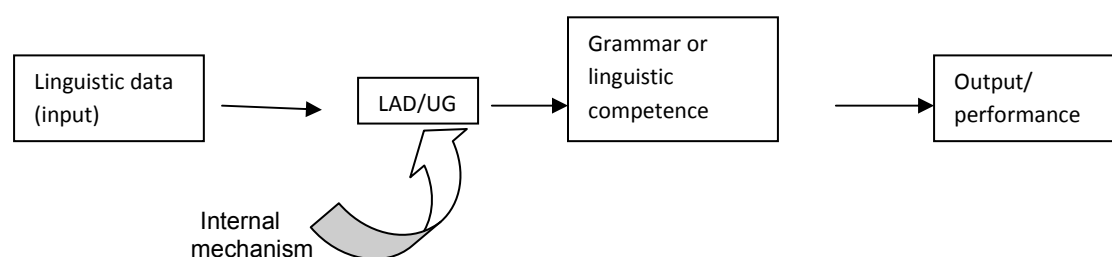 Linguistic data
(input)
LAD/UG
Grammar or
linguistic
competence
Output/
performance
Internal
mechanism